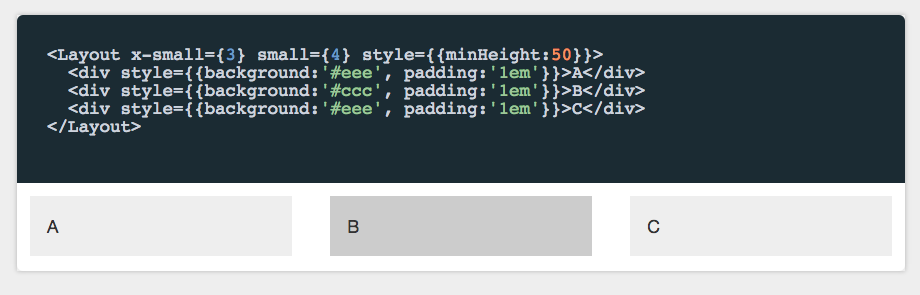 <Layout x-small={3} small={4} style={{minHeight:50}}>
  <div style={{background:'#eee', padding:'1em'}}>A</div>
  <div style={{background:'#ccc', padding:'1em'}}>B</div>
  <div style={{background:'#eee', padding:'1em'}}>C</div>
</Layout>
A
B
C